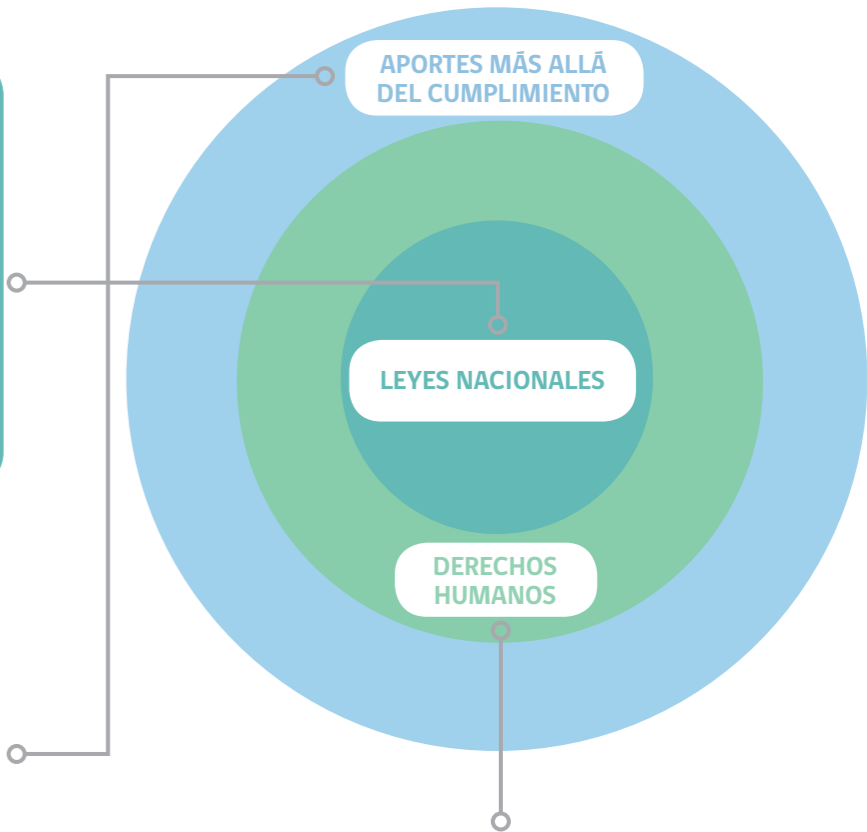 APORTES MÁS ALLÁ
DEL CUMPLIMIENTO
LEYES NACIONALES
DERECHOS
HUMANOS